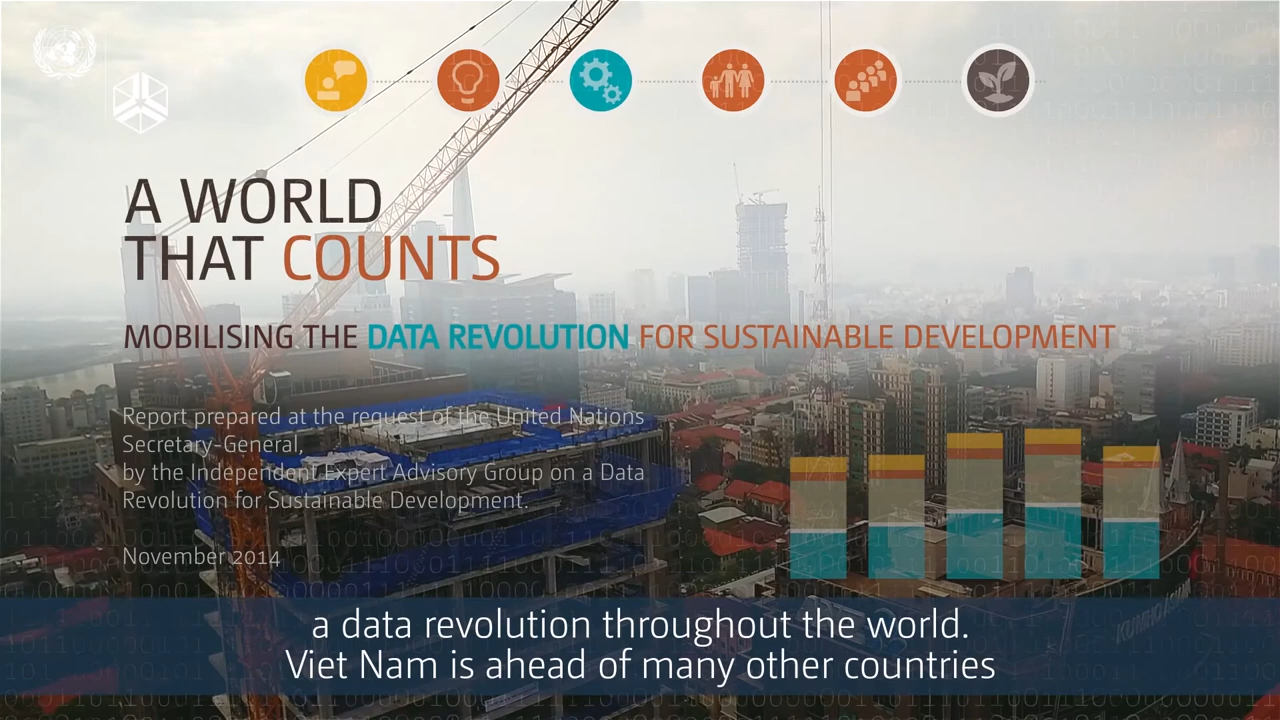 A WORLD
THAT COUNTS
MOBILISING THE DATA REVOLUTION FOR SUSTAINABLE DEVELOPMENT
Report prepared at the request of the United Nations
Secretary-General,
by the Independent Expert Advisory Group on a Data
Revolution for Sustainable Development.
November 2014
a data revolution throughout the world.
Viet Nam is ahead of many other countries